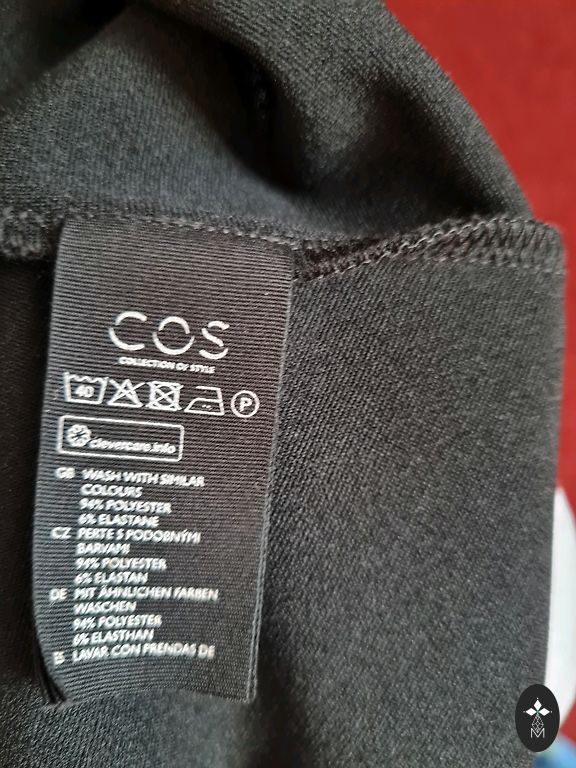 COS
COLLECTION OF STYLE
40 P
clevercare.info
GB WASH WITH SIMILAR
COLOURS
94% POLYESTER
6% ELASTANE
CZ PERTE S PODOBNÝMI
BARVAMI
94% POLYESTER
6% ELASTAN
DE MIT ÄHNLICHEN FARBEN
WASCHEN
94% POLYESTER
6% ELASTHAN
ES LAVAR CON PRENDAS DE
M